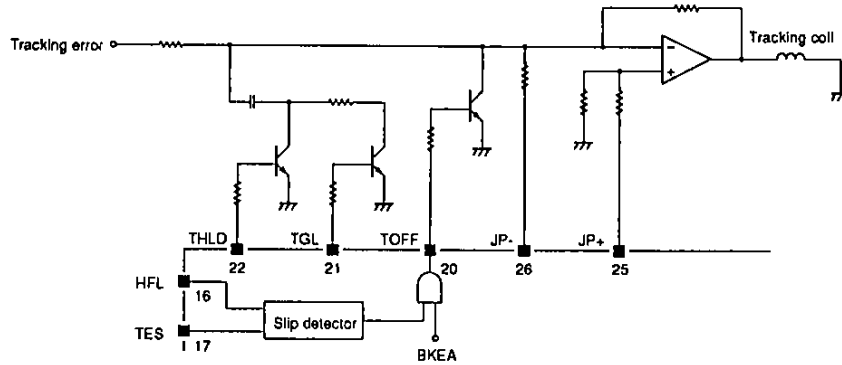 Tracking error
Tracking coil
THLD
TGL
TOFF
JP-
JP+
22
21
20
26
25
HFL
16
TES
17
Slip detector
BKEA